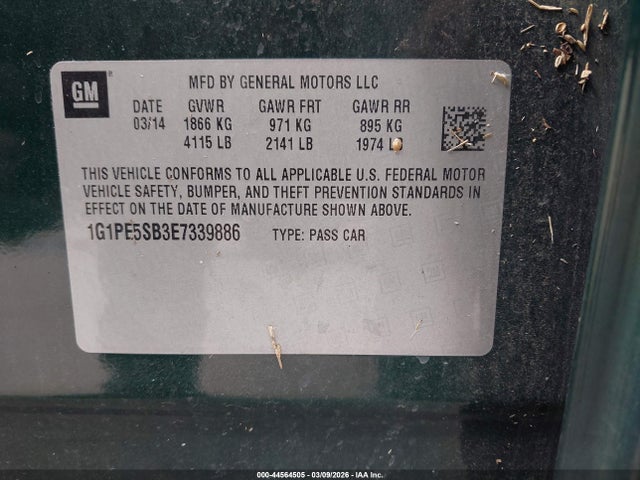 GM
MFD BY GENERAL MOTORS LLC
DATE GVWR GAWR FRT GAWR RR
03/14 1866 KG 971 KG 895 KG
4115 LB 2141 LB 1974 LB
THIS VEHICLE CONFORMS TO ALL APPLICABLE U.S. FEDERAL MOTOR
VEHICLE SAFETY, BUMPER, AND THEFT PREVENTION STANDARDS IN
EFFECT ON THE DATE OF MANUFACTURE SHOWN ABOVE.
1G1PE5SB3E7339886 TYPE: PASS CAR
000-44564505 - 03/09/2026 - IAA Inc.